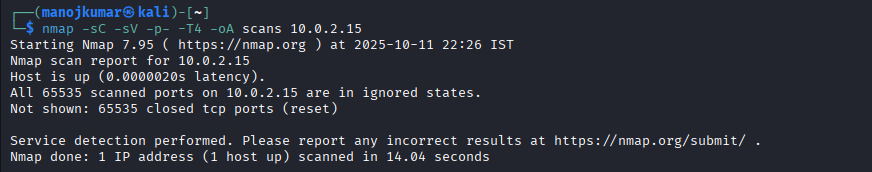 ┌──(manojkumar㉿kali)-[~]
└─$ nmap -sC -sV -p- -T4 -oA scans 10.0.2.15
Starting Nmap 7.95 ( https://nmap.org ) at 2025-10-11 22:26 IST
Nmap scan report for 10.0.2.15
Host is up (0.0000020s latency).
All 65535 scanned ports on 10.0.2.15 are in ignored states.
Not shown: 65535 closed tcp ports (reset)

Service detection performed. Please report any incorrect results at https://nmap.org/submit/ .
Nmap done: 1 IP address (1 host up) scanned in 14.04 seconds